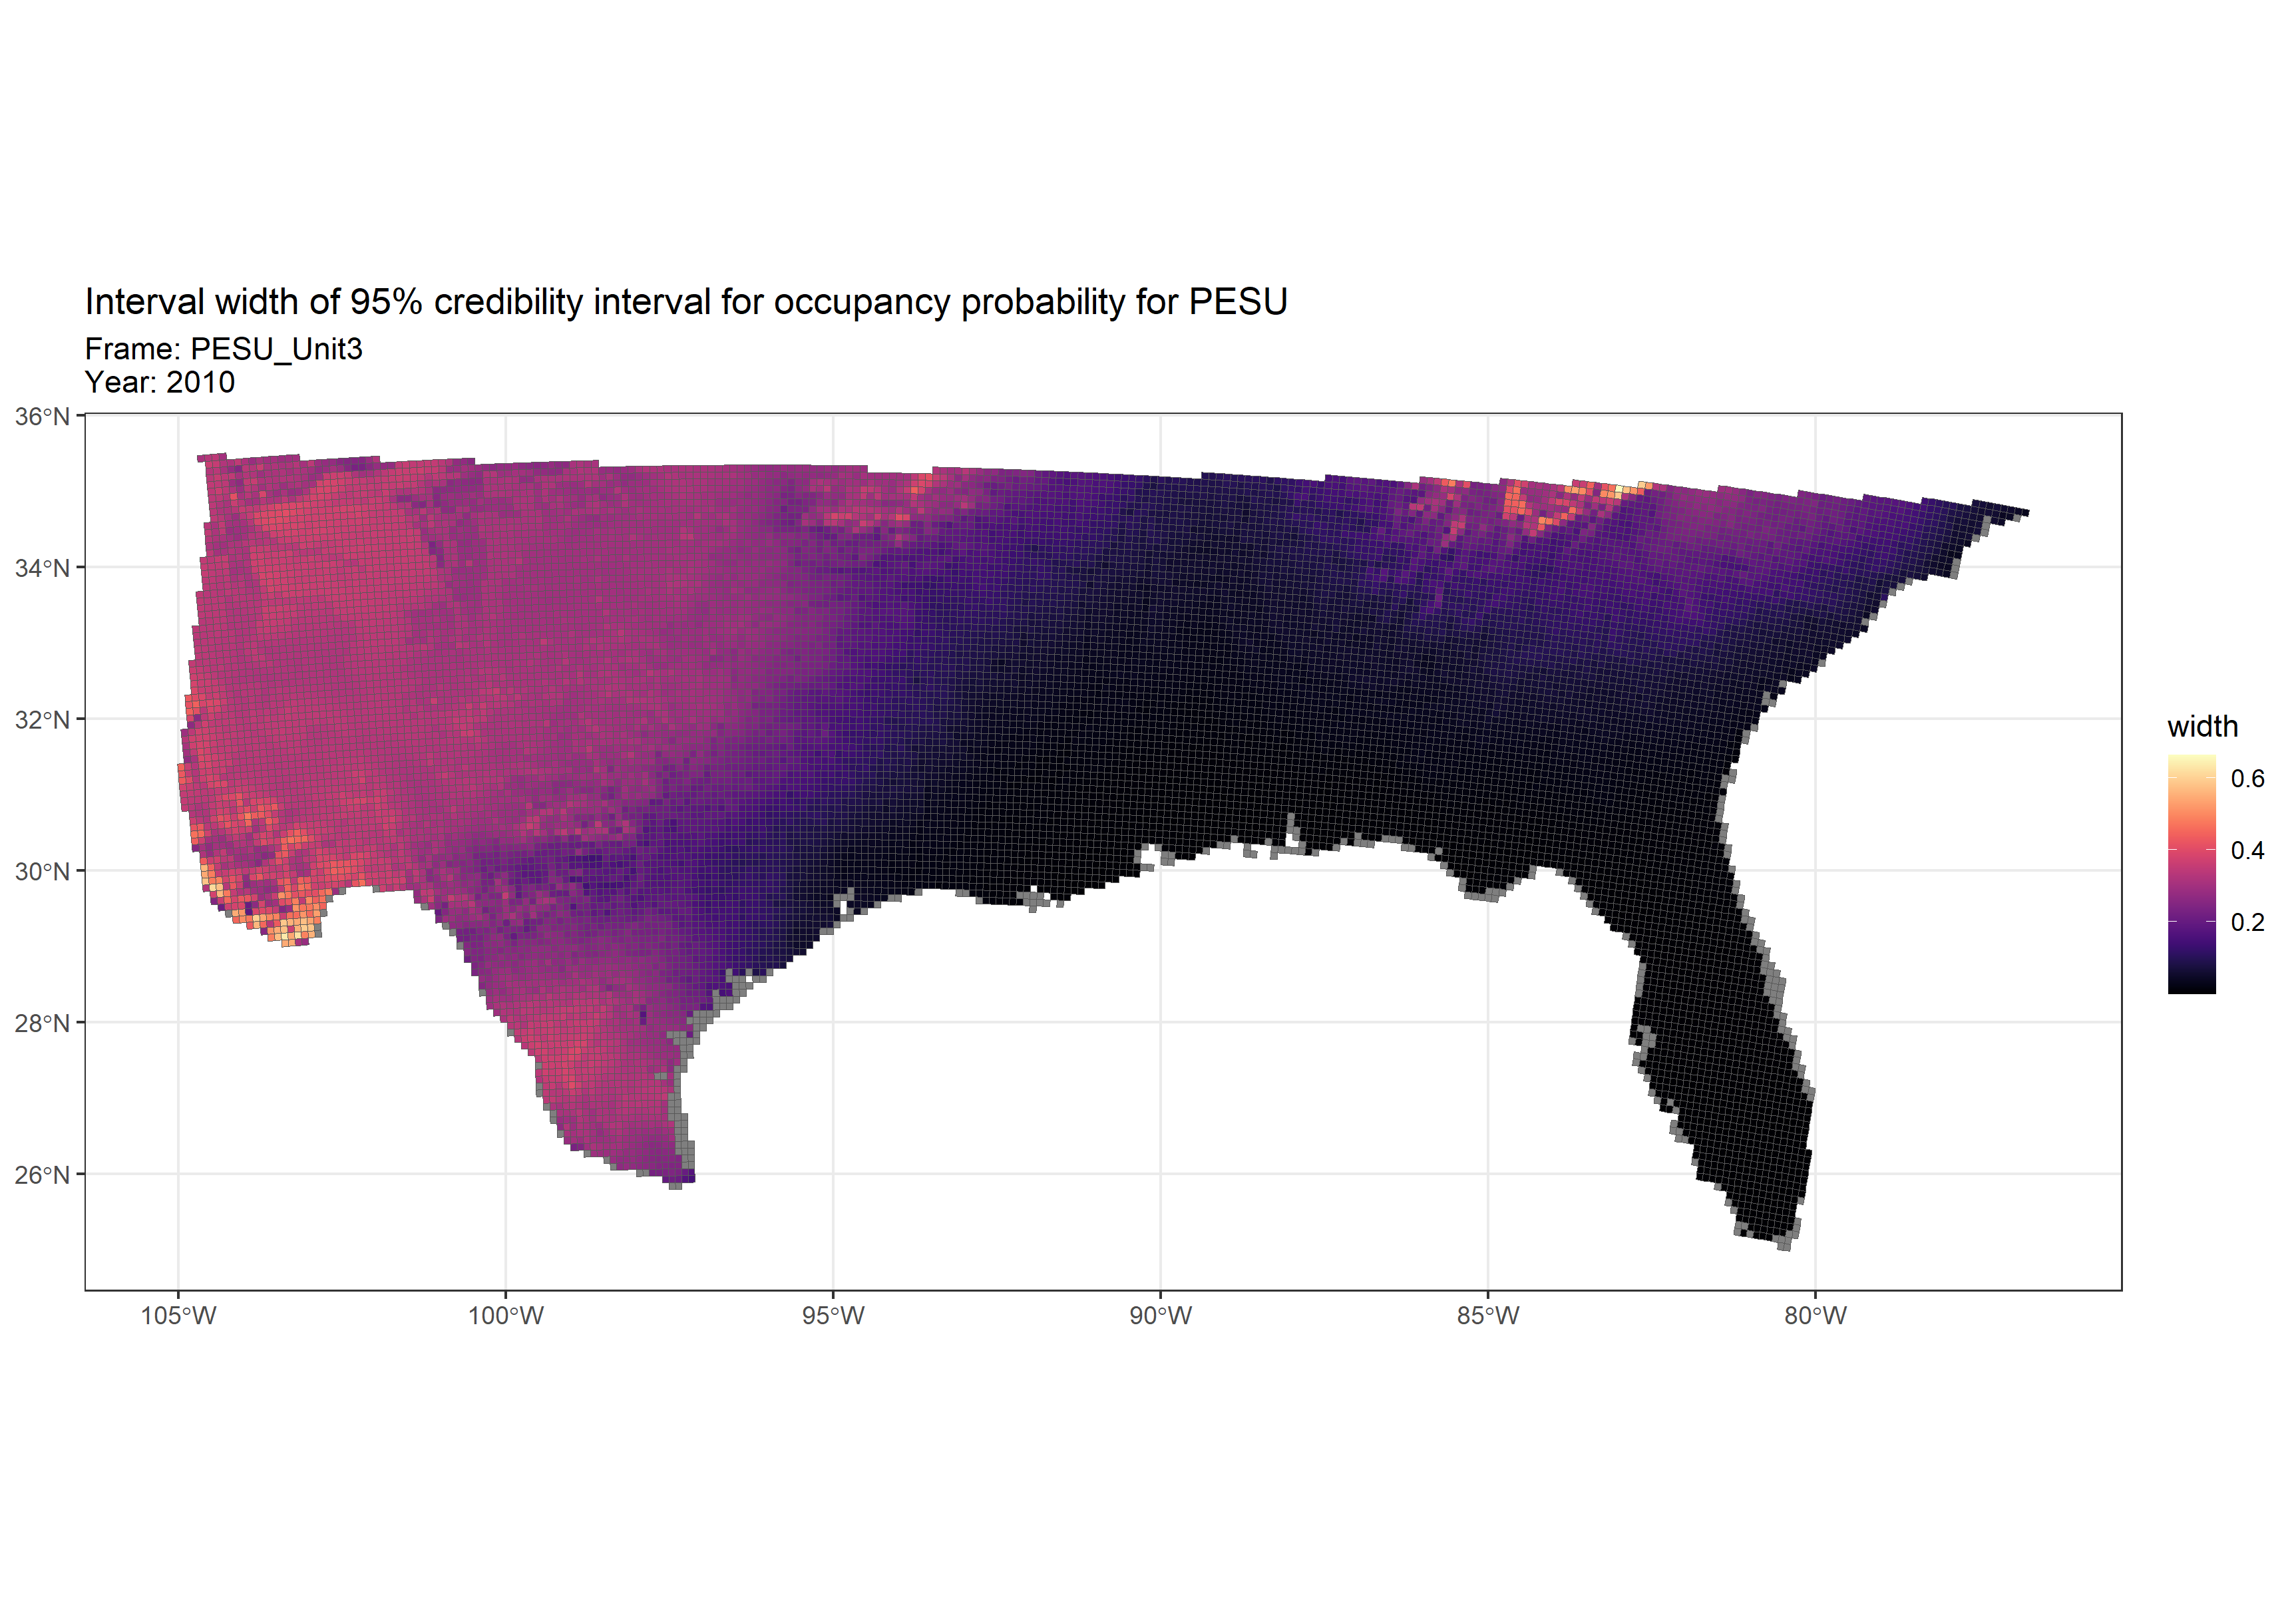 Interval width of 95% credibility interval for occupancy probability for PESU
Frame: PESU_Unit3
Year: 2010
36°N
34°N
32°N
30°N
28°N
26°N
105°W
100°W
95°W
90°W
85°W
80°W
width
0.6
0.4
0.2